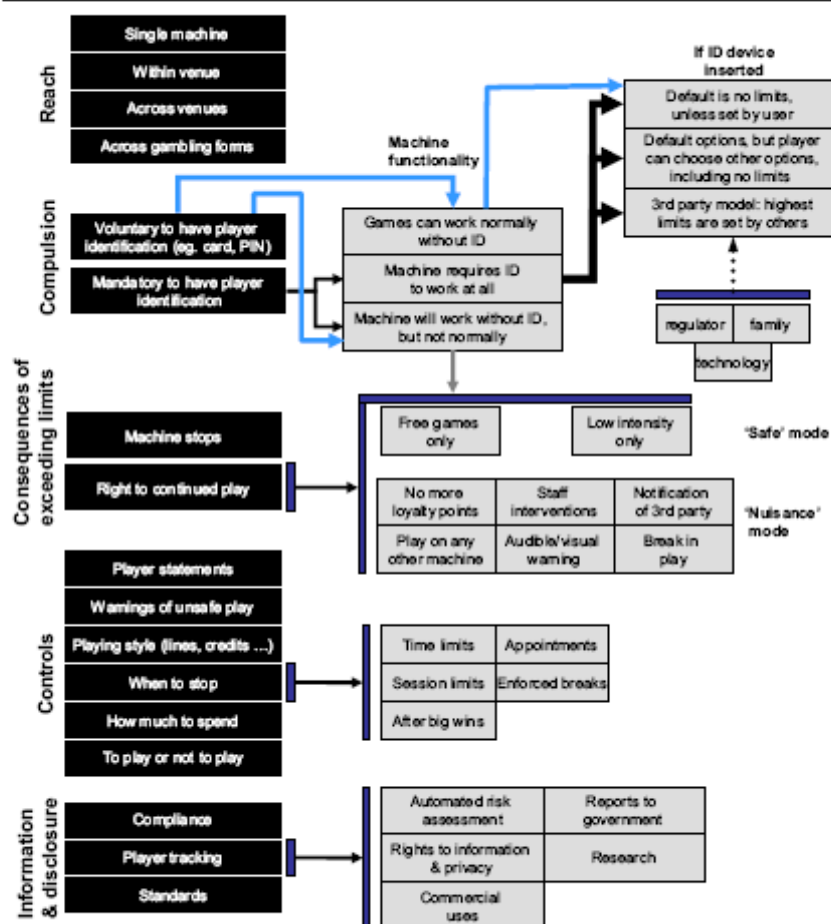 Reach
Single machine
Within venue
Across venues
Across gambling forms
Machine
functionality
If ID device
inserted
Default is no limits,
unless set by user
Default options, but player
can choose other options,
including no limits
3rd party model: highest
limits are set by others
regulator
family
technology
Compulsion
Voluntary to have player
identification (eg. card, PIN)
Mandatory to have player
identification
Games can work normally
without ID
Machine requires ID
to work at all
Machine will work without ID,
but not normally
Consequences of
exceeding limits
Machine stops
Right to continued play
Free games
only
Low intensity
only
'Safe' mode
No more
loyalty points
Staff
interventions
Notification
of 3rd party
Play on any
other machine
Audible/visual
warning
Break in
play
'Nuisance'
mode
Controls
Player statements
Warnings of unsafe play
Playing style (lines, credits ...)
When to stop
How much to spend
To play or not to play
Time limits
Appointments
Session limits
Enforced breaks
After big wins
Information
& disclosure
Compliance
Player tracking
Standards
Automated risk
assessment
Reports to
government
Rights to information
& privacy
Research
Commercial
uses